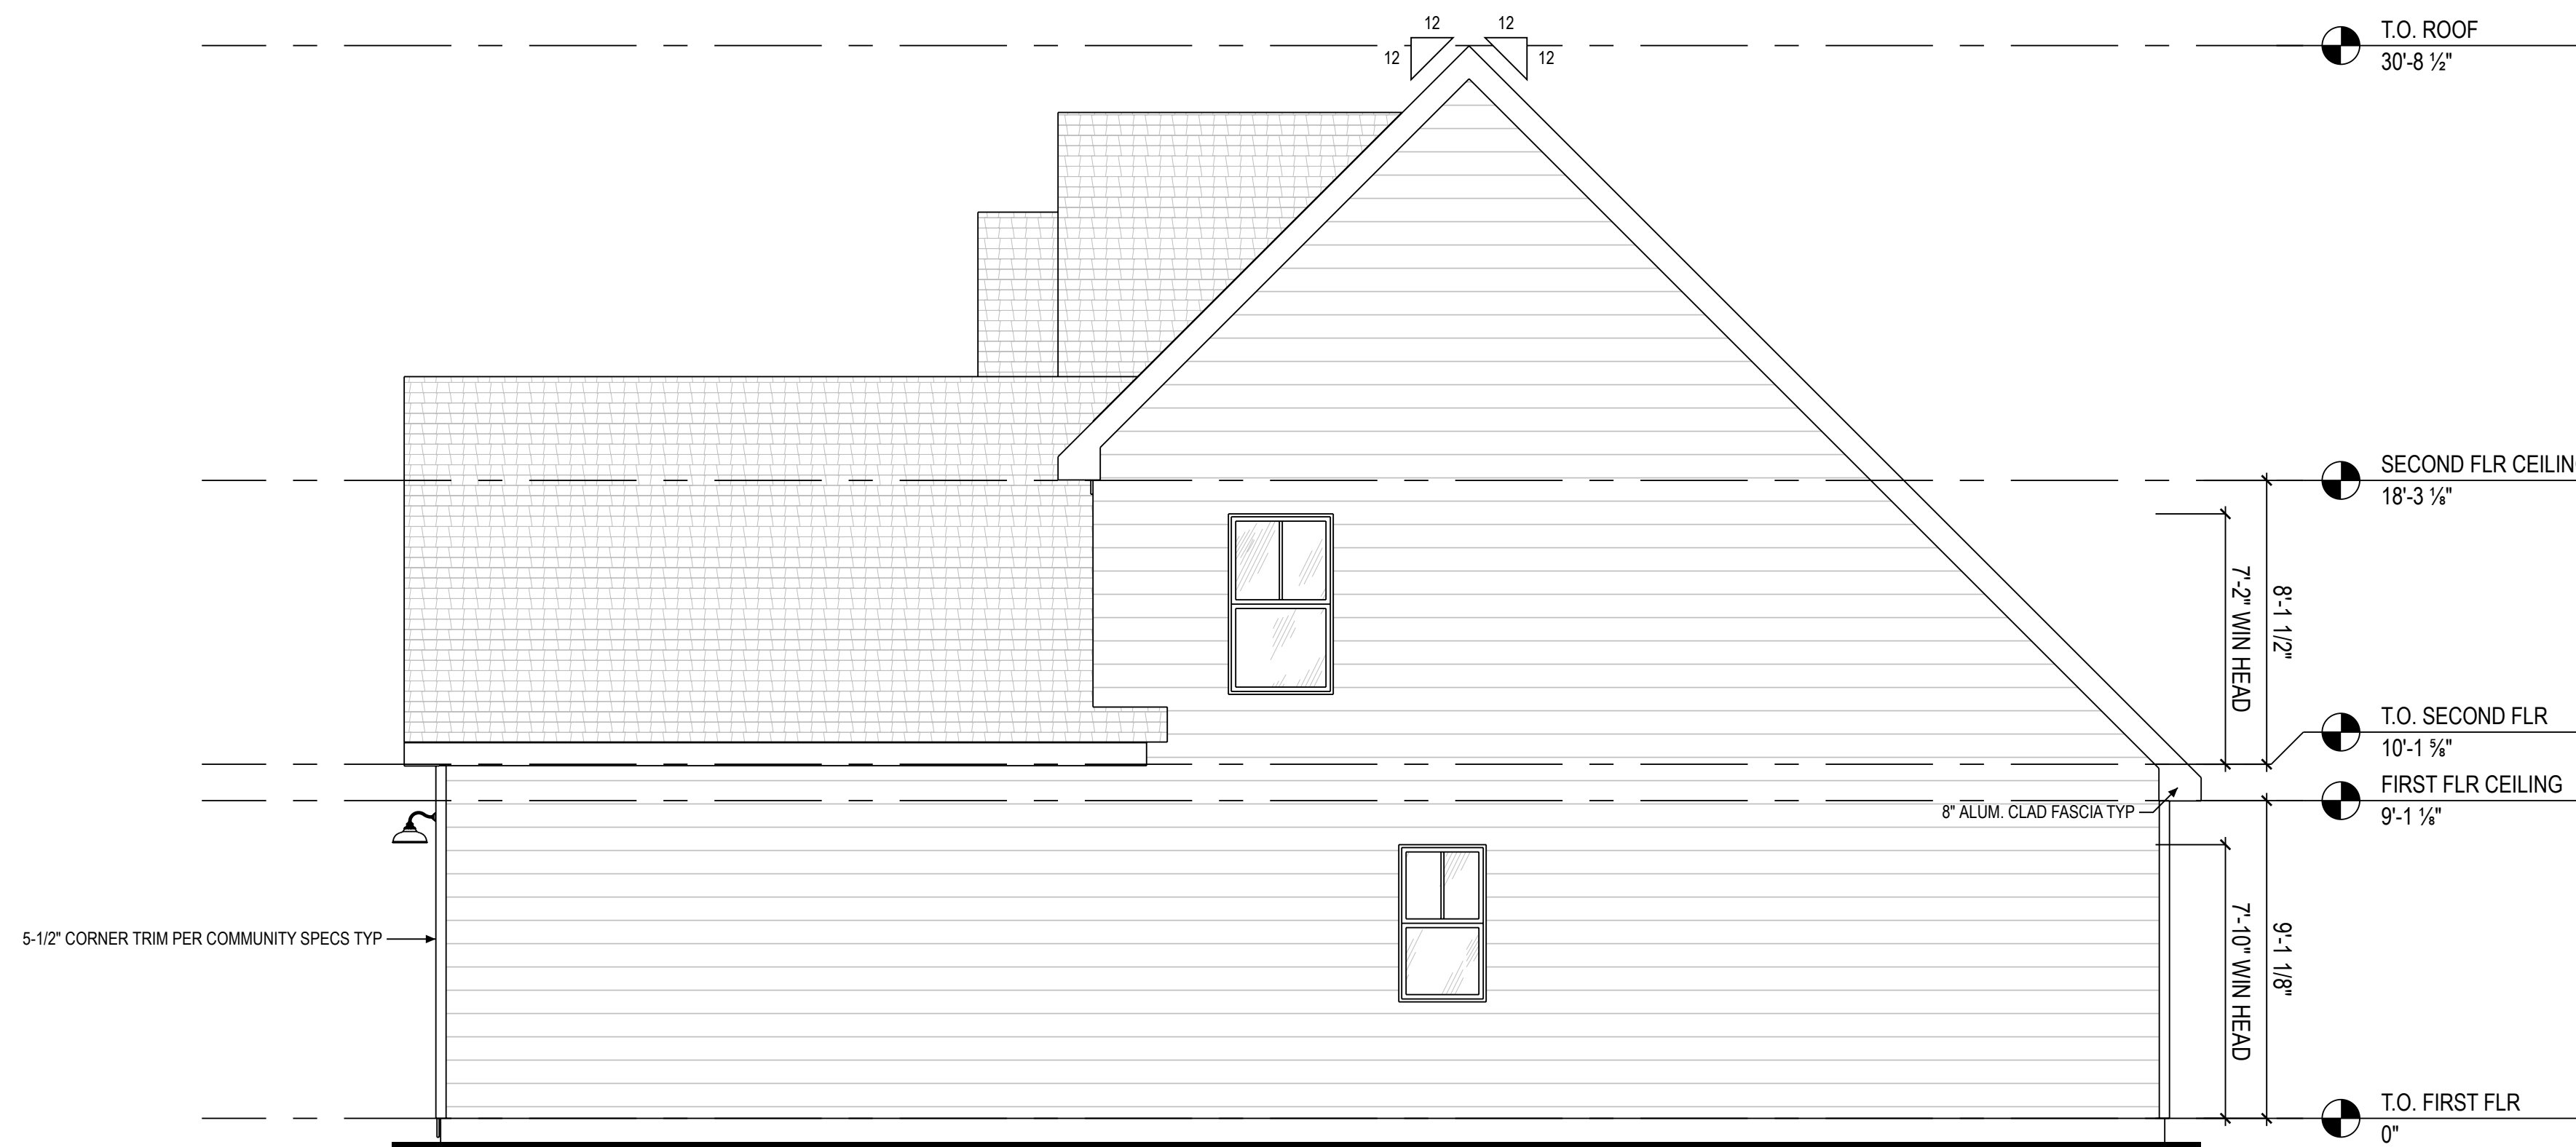 12 12
12 12
T.O. ROOF
30'-8 ½"
SECOND FLR CEILIN
18'-3 ⅛"
7'-2" WIN HEAD
8'-1 1/2"
T.O. SECOND FLR
10'-1 ⅝"
FIRST FLR CEILING
9'-1 ⅛"
8" ALUM. CLAD FASCIA TYP
5-1/2" CORNER TRIM PER COMMUNITY SPECS TYP
7'-10" WIN HEAD
9'-1 1/8"
T.O. FIRST FLR
0"